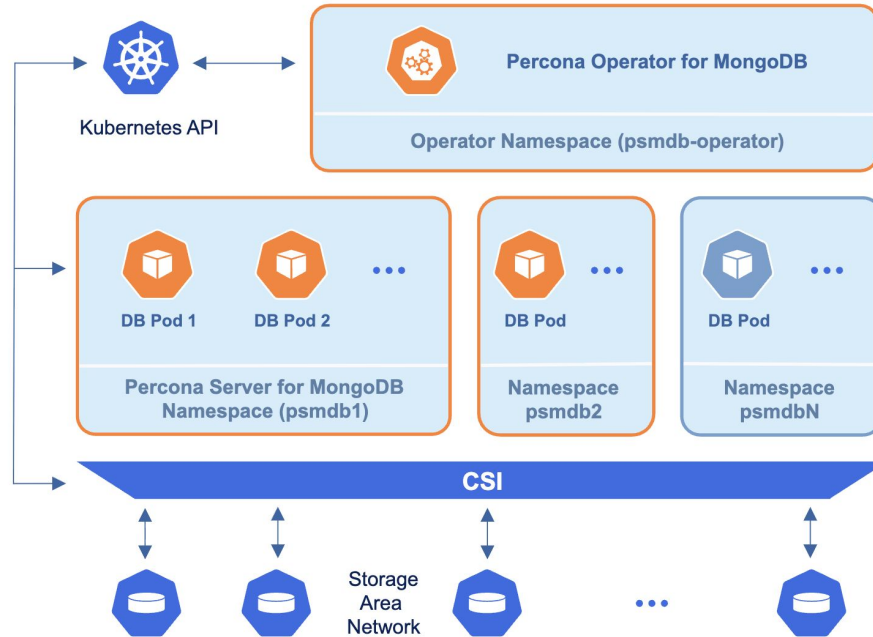 Percona Operator for MongoDB
Kubernetes API
Operator Namespace (psmdb-operator)
DB Pod 1
DB Pod 2
DB Pod
DB Pod
Percona Server for MongoDB
Namespace (psmdb1)
Namespace
psmdb2
Namespace
psmdbN
CSI
Storage
Area
Network